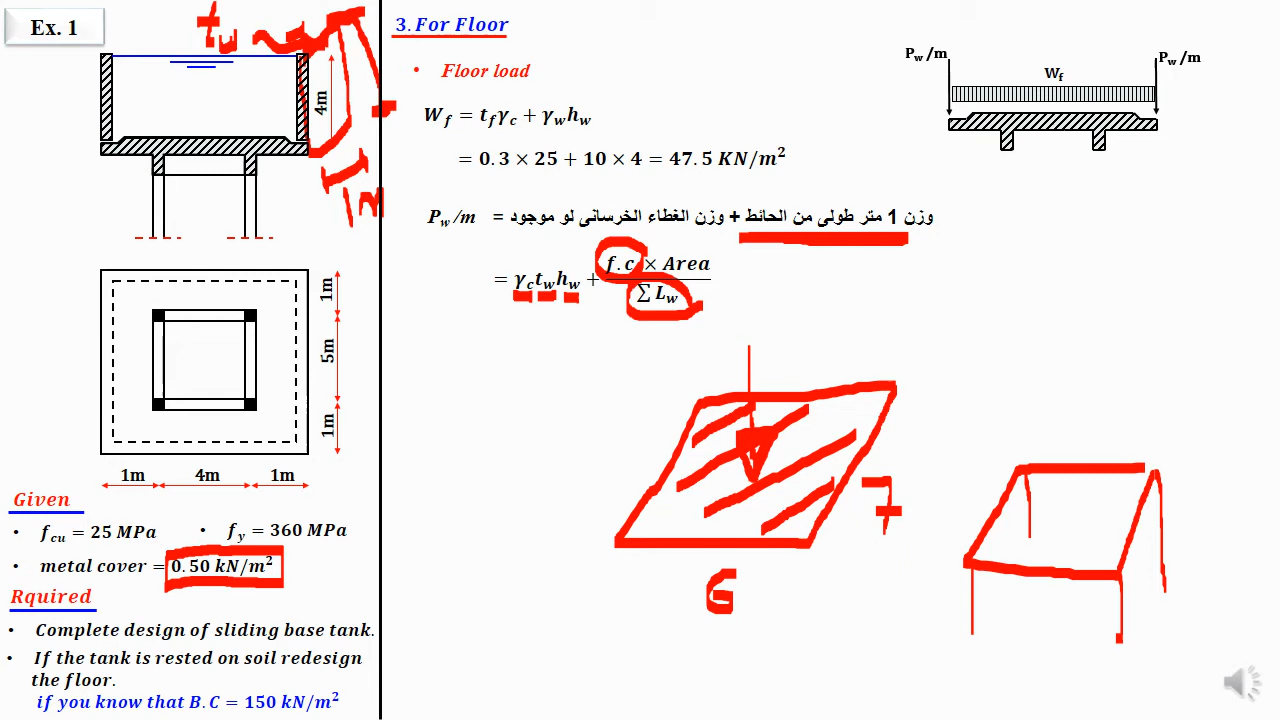 Ex. 1
tw
4m
1M
1m
5m
1m
1m 4m 1m
Given
• f_cu = 25 MPa • f_y = 360 MPa
• metal cover = 0.50 kN/m²
Rquired
• Complete design of sliding base tank.
• If the tank is rested on soil redesign
the floor.
if you know that B.C = 150 kN/m²
3. For Floor
• Floor load
W_f = t_f γ_c + γ_w h_w
= 0.3 × 25 + 10 × 4 = 47.5 KN/m²
P_w/m = وزن 1 متر طولى من الحائط + وزن الغطاء الخرسانى لو موجود
= γ_c t_w h_w + f.c × Area / ∑ L_w
P_w/m W_f P_w/m
7
6